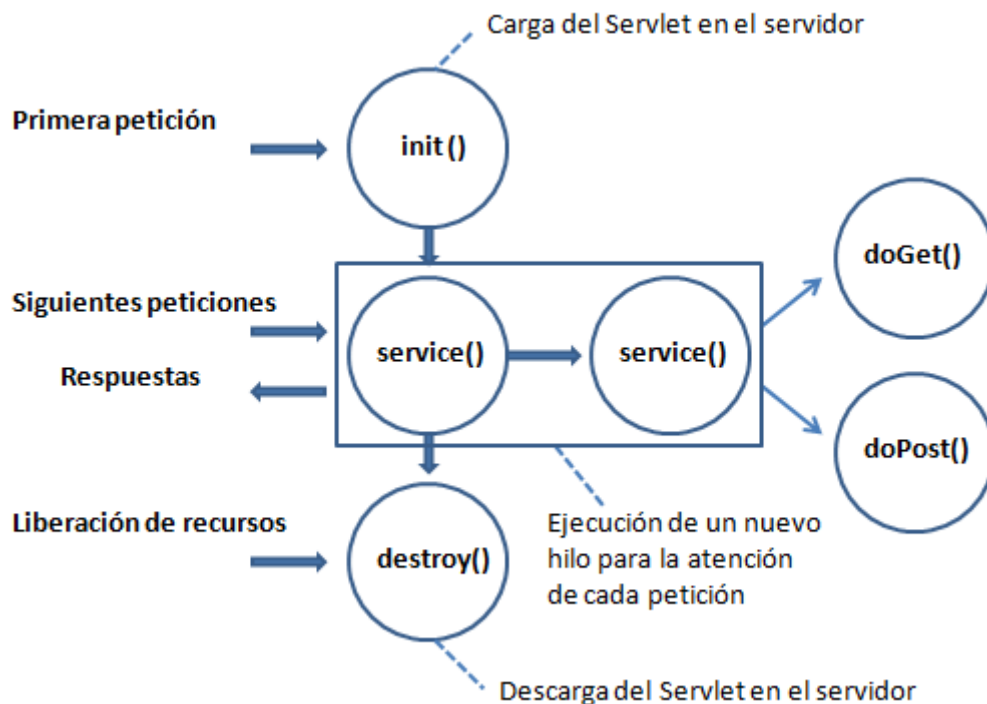 Carga del Servlet en el servidor
Primera petición
init()
doGet()
Siguientes peticiones
service()
service()
Respuestas
doPost()
Liberación de recursos
destroy()
Ejecución de un nuevo
hilo para la atención
de cada petición
Descarga del Servlet en el servidor